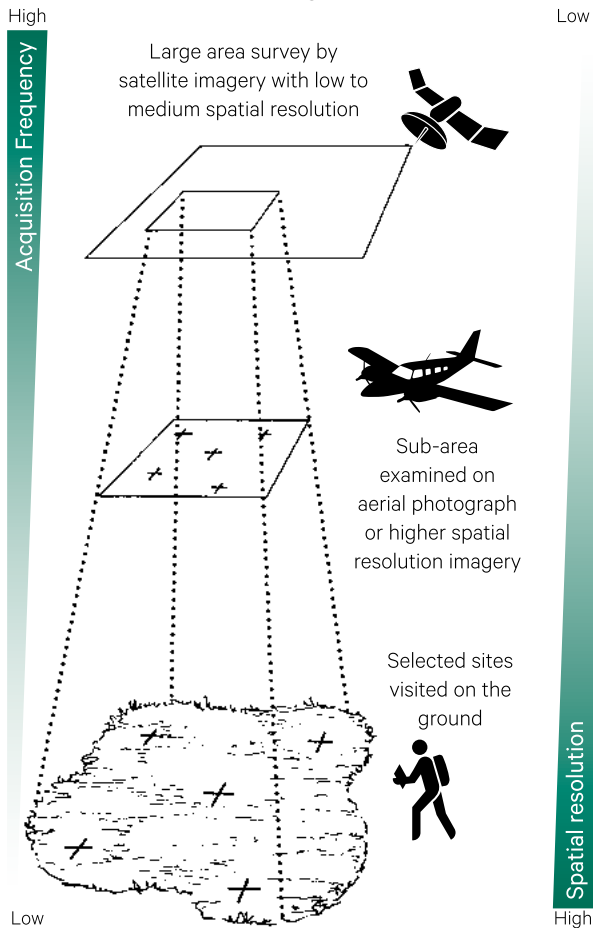 High
Low
Large area survey by
satellite imagery with low to
medium spatial resolution
Acquisition Frequency
Sub-area
examined on
aerial photograph
or higher spatial
resolution imagery
Selected sites
visited on the
ground
Spatial resolution
Low
High